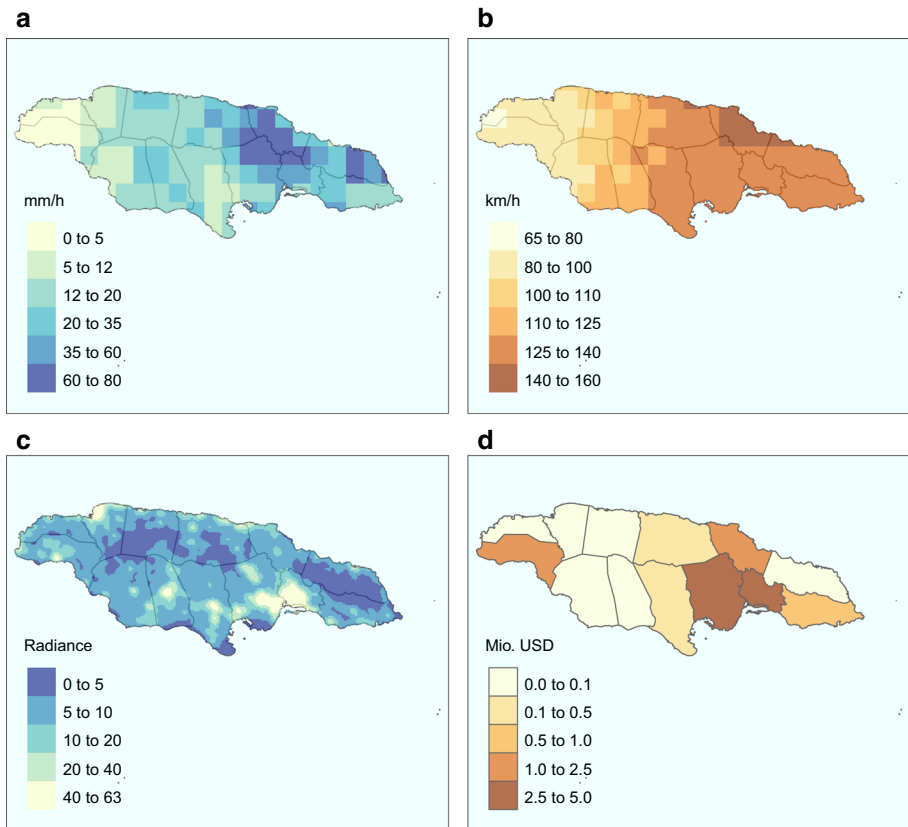 a
mm/h
0 to 5
5 to 12
12 to 20
20 to 35
35 to 60
60 to 80
b
km/h
65 to 80
80 to 100
100 to 110
110 to 125
125 to 140
140 to 160
c
Radiance
0 to 5
5 to 10
10 to 20
20 to 40
40 to 63
d
Mio. USD
0.0 to 0.1
0.1 to 0.5
0.5 to 1.0
1.0 to 2.5
2.5 to 5.0